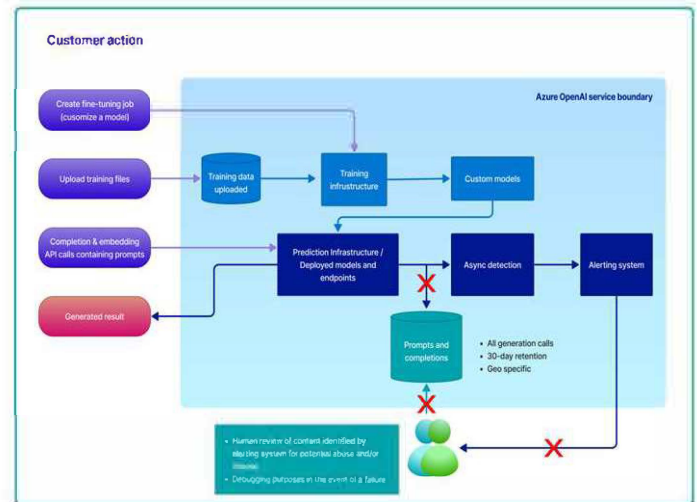 Customer action
Azure OpenAI service boundary
Create fine-tuning job
(cusomize a model)
Upload training files
Training data
uploaded
Training
infrustructure
Custom models
Completion & embedding
API calls containing prompts
Prediction Infrastructure /
Deployed models and
endpoints
Async detection
Alerting system
Generated result
Prompts and
completions
• All generation calls
• 30-day retention
• Geo specific
• Human review of content identified by
alerting system for potential abuse and/or
• Debugging purposes in the event of a failure